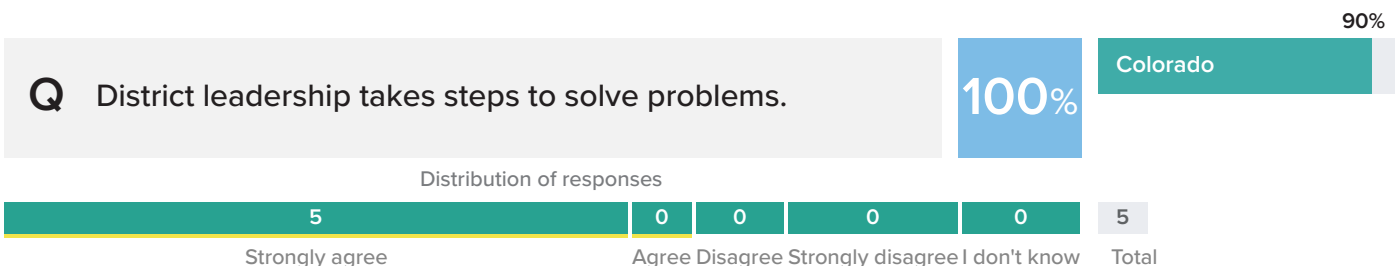 90%
Q District leadership takes steps to solve problems.
100%
Colorado
Distribution of responses
5 0 0 0 0 5
Strongly agree Agree Disagree Strongly disagree I don't know Total